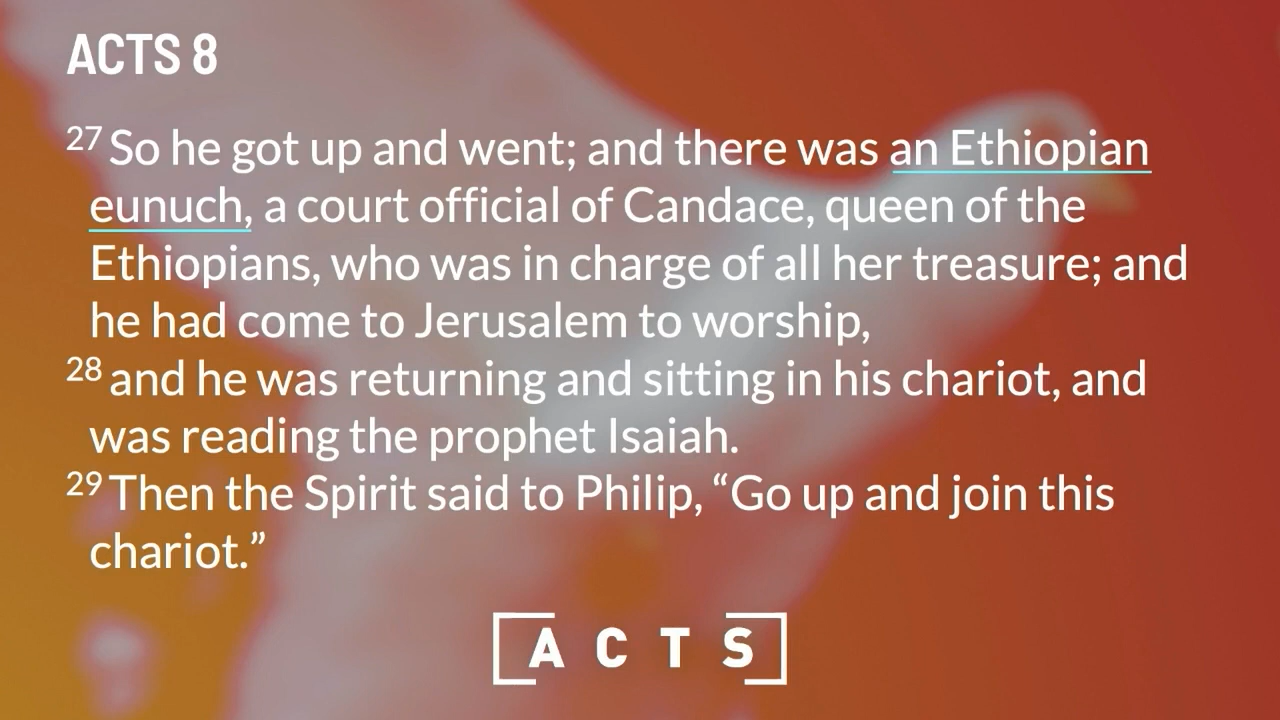 ACTS 8
27 So he got up and went; and there was an Ethiopian
eunuch, a court official of Candace, queen of the
Ethiopians, who was in charge of all her treasure; and
he had come to Jerusalem to worship,
28 and he was returning and sitting in his chariot, and
was reading the prophet Isaiah.
29 Then the Spirit said to Philip, “Go up and join this
chariot.”
ACTS